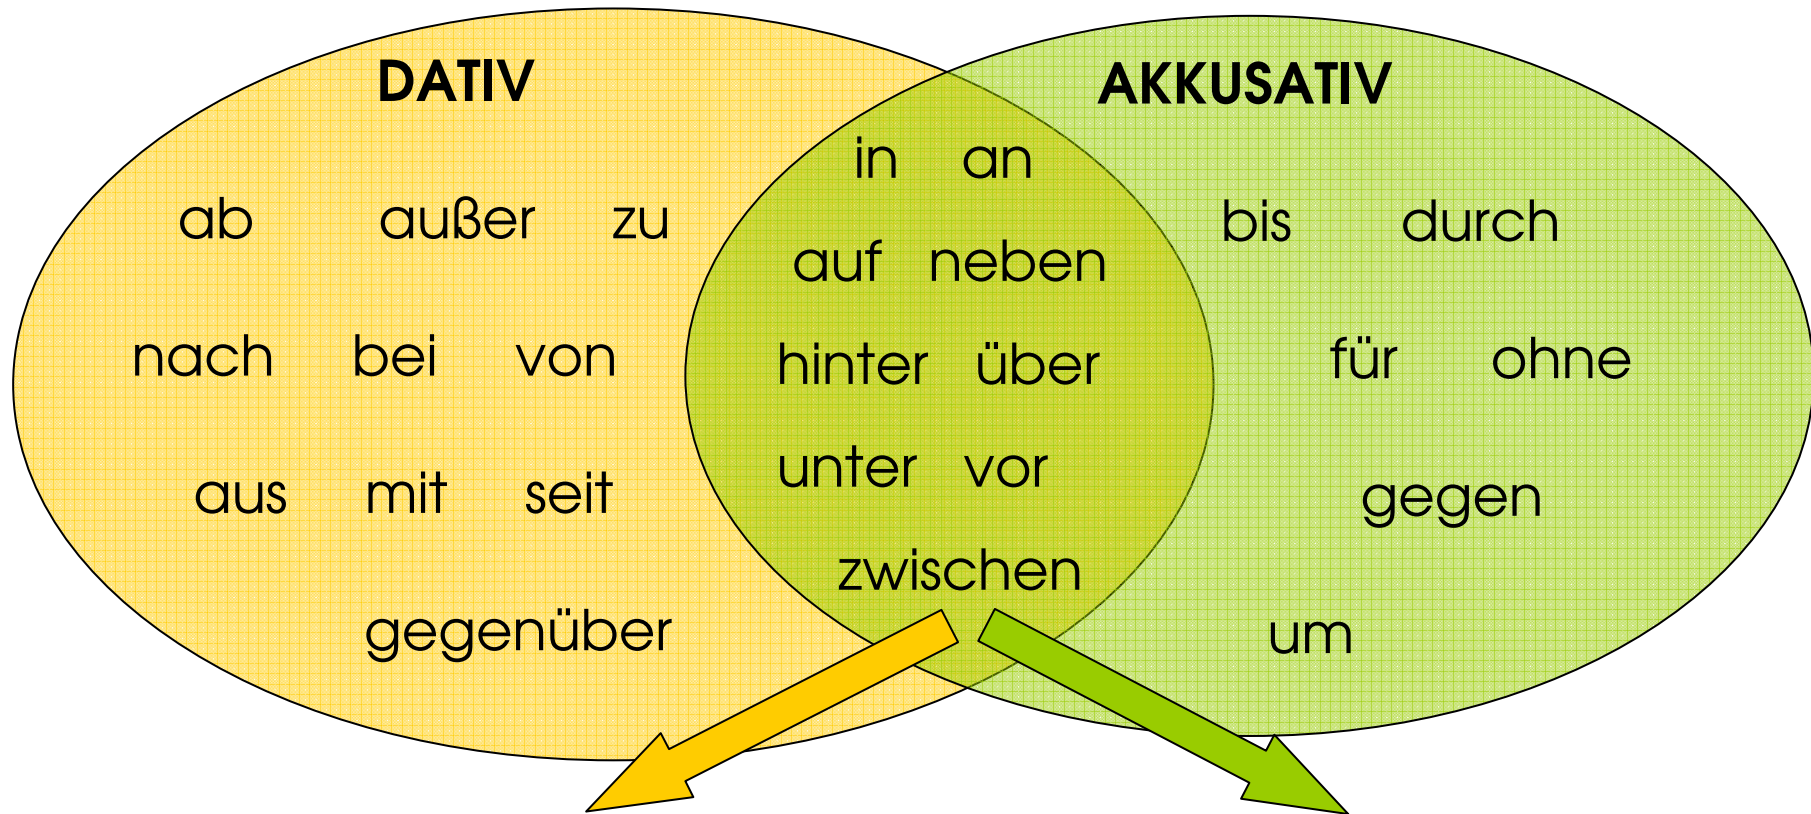 DATIV
ab außer zu
nach bei von
aus mit seit
gegenüber
in an
auf neben
hinter über
unter vor
zwischen
AKKUSATIV
bis durch
für ohne
gegen
um